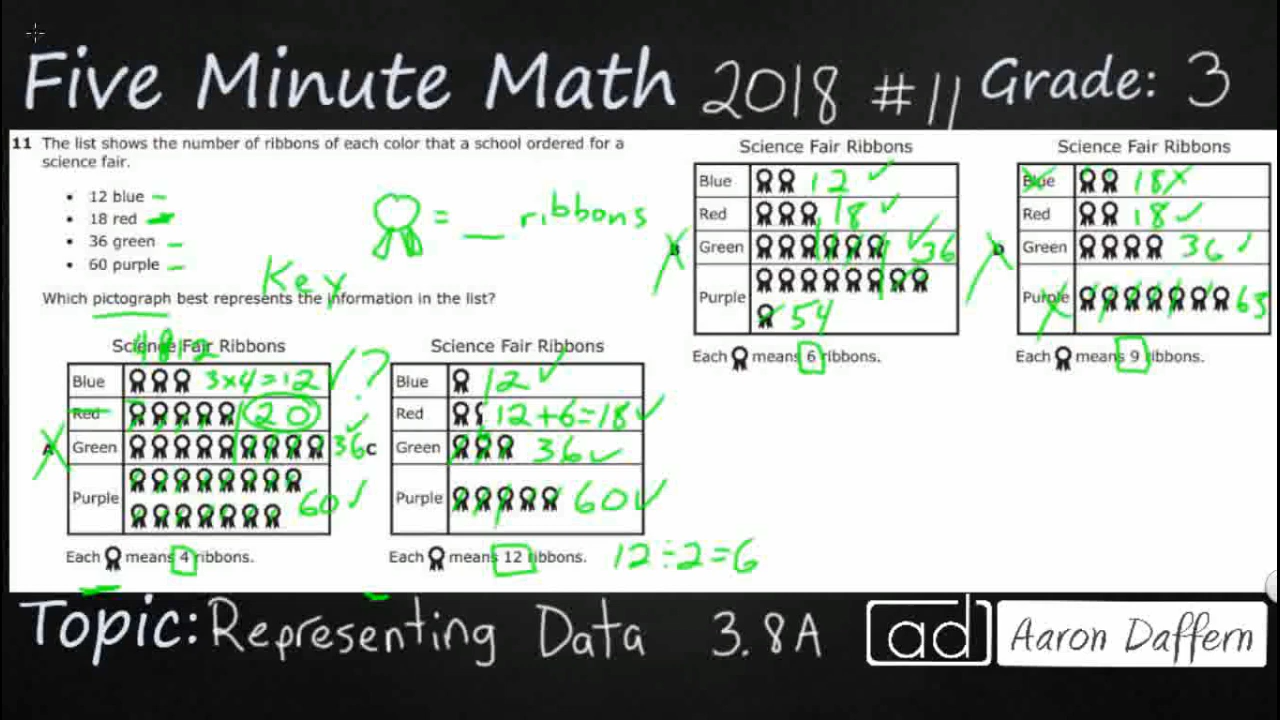 Five Minute Math 2018 #11 Grade: 3
11 The list shows the number of ribbons of each color that a school ordered for a
science fair.
• 12 blue
• 18 red
• 36 green
• 60 purple
= __ ribbons
Key
Which pictograph best represents the information in the list?
4 8 12
Science Fair Ribbons
Blue 3x4=12 ✓ ?
Red 20
A Green 36 ✓
Purple 60 ✓
Each means 4 ribbons.
Science Fair Ribbons
Blue 12 ✓
Red 12+6=18 ✓
C Green 36 ✓
Purple 60 ✓
Each means 12 ribbons.
12÷2=6
Science Fair Ribbons
Blue 12 ✓
Red 18 ✓
B Green ✓ 36
Purple 54
Each means 6 ribbons.
Science Fair Ribbons
Blue 18 X
Red 18 ✓
D Green 36 ✓
Purple 63
Each means 9 ribbons.
Topic: Representing Data 3.8A
ad Aaron Daffern